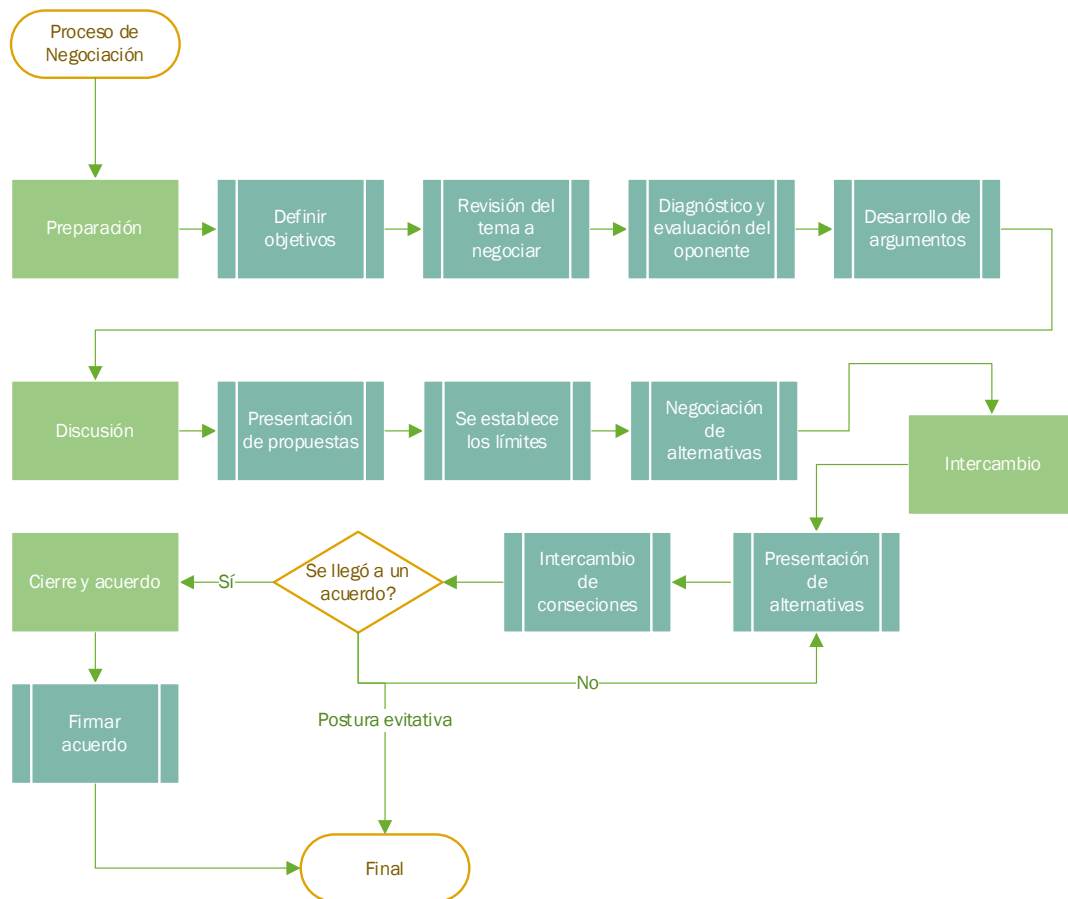 Proceso de
Negociación
Preparación
Definir
objetivos
Revisión del
tema a
negociar
Diagnóstico y
evaluación del
oponente
Desarrollo de
argumentos
Discusión
Presentación
de propuestas
Se establece
los límites
Negociación
de
alternativas
Intercambio
Presentación
de
alternativas
Intercambio
de
conseciones
Se llegó a un
acuerdo?
Sí
Cierre y acuerdo
No
Postura evitativa
Firmar
acuerdo
Final